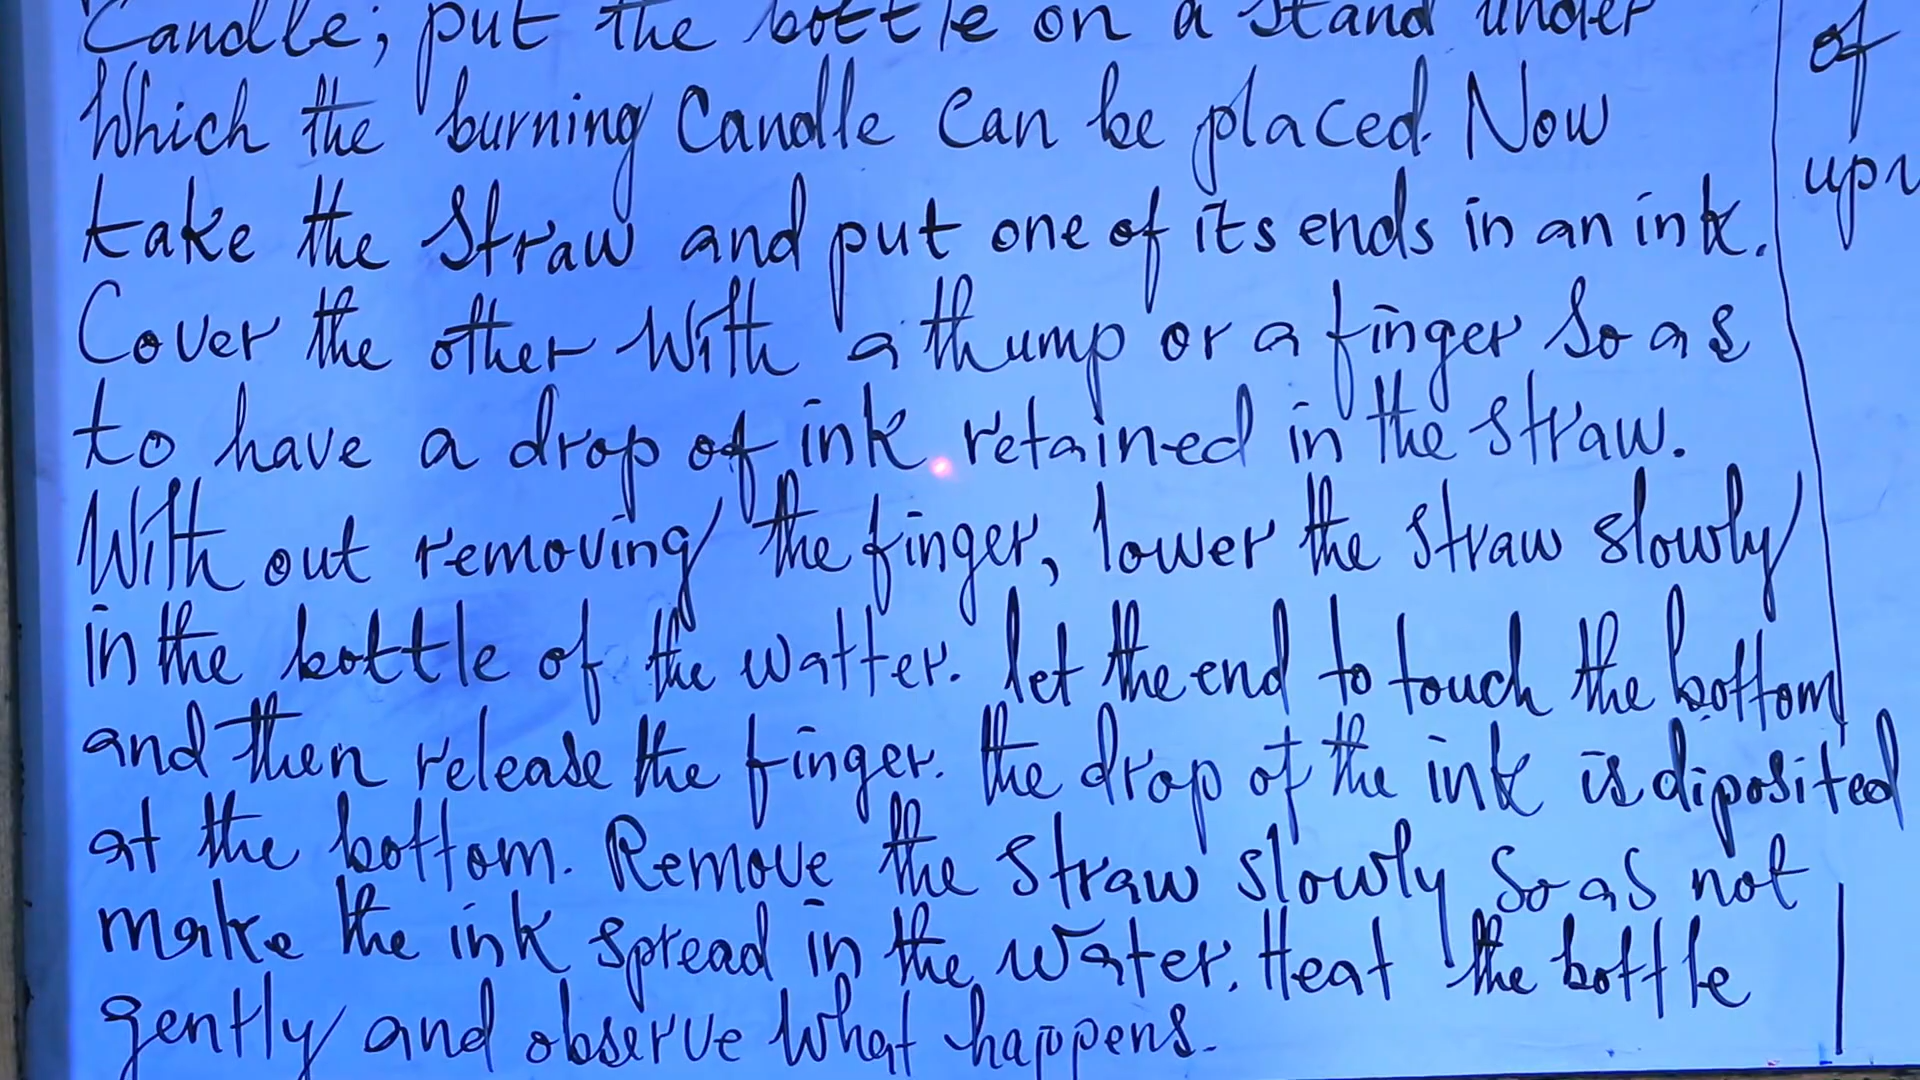 Candle; put the bottle on a stand under
Which the burning Candle Can be placed. Now
take the Straw and put one of its ends in an ink.
Cover the other With a thump or a finger So as
to have a drop of ink retained in the straw.
With out removing the finger, lower the straw slowly
in the bottle of the watter. let the end to touch the bottom
and then release the finger. the drop of the ink is diposited
at the bottom. Remove the straw slowly So as not
make the ink spread in the water. Heat the bottle
gently and observe What happens.
of